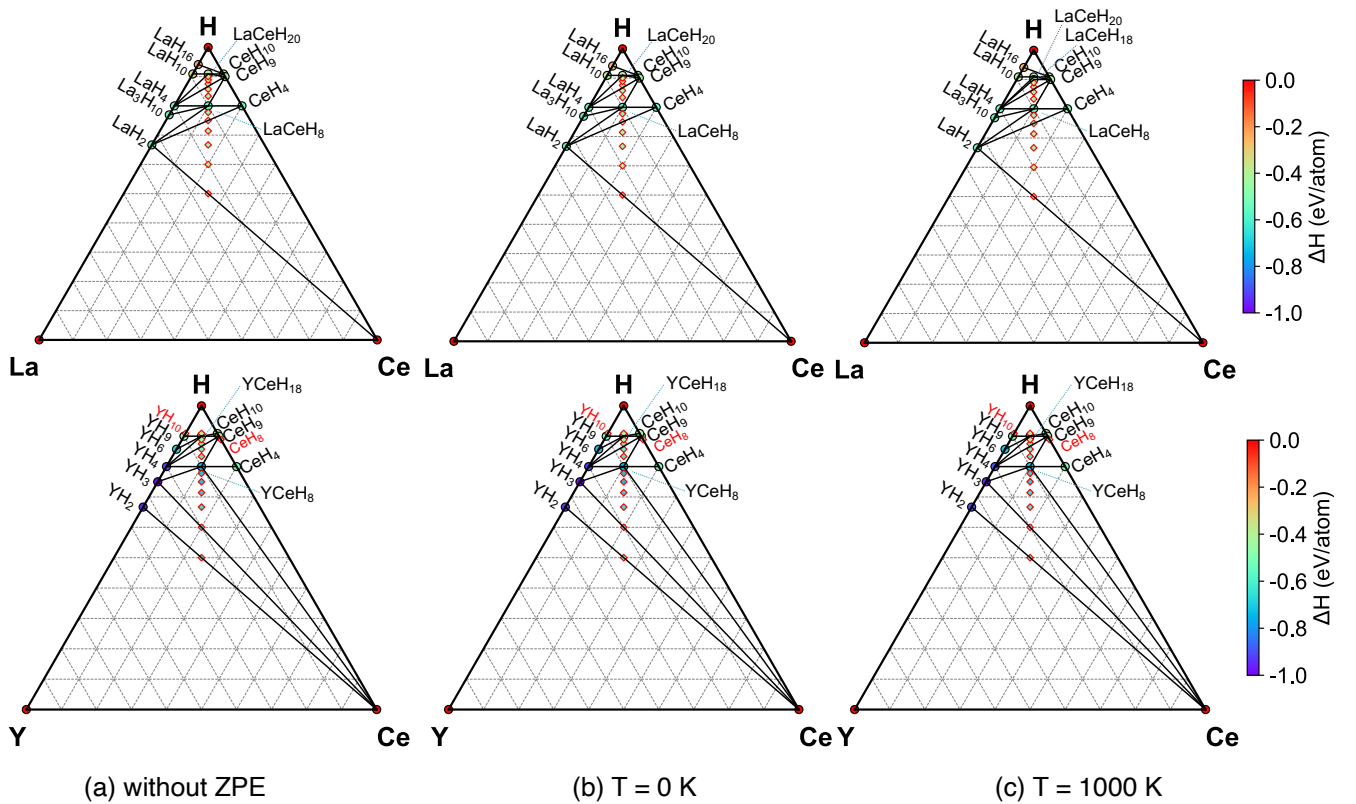 H
LaCeH20
LaH16
LaH10
CeH10
CeH9
LaH4
La3H10
CeH4
LaH2
LaCeH8
La
Ce
H
LaCeH20
LaH16
LaH10
CeH10
CeH9
LaH4
La3H10
CeH4
LaH2
LaCeH8
La
Ce
H
LaCeH20
LaCeH18
LaH16
LaH10
CeH10
CeH9
LaH4
La3H10
CeH4
LaH2
LaCeH8
La
Ce
0.0
-0.2
-0.4
-0.6
-0.8
-1.0
ΔH (eV/atom)
H
YCeH18
YH10
YH9
YH6
YH4
YH3
YH2
CeH10
CeH9
CeH8
CeH4
YCeH8
Y
Ce
H
YCeH18
YH10
YH9
YH6
YH4
YH3
YH2
CeH10
CeH9
CeH8
CeH4
YCeH8
Y
Ce
H
YCeH18
YH10
YH9
YH6
YH4
YH3
YH2
CeH10
CeH9
CeH8
CeH4
YCeH8
Y
Ce
0.0
-0.2
-0.4
-0.6
-0.8
-1.0
ΔH (eV/atom)
(a) without ZPE
(b) T = 0 K
(c) T = 1000 K